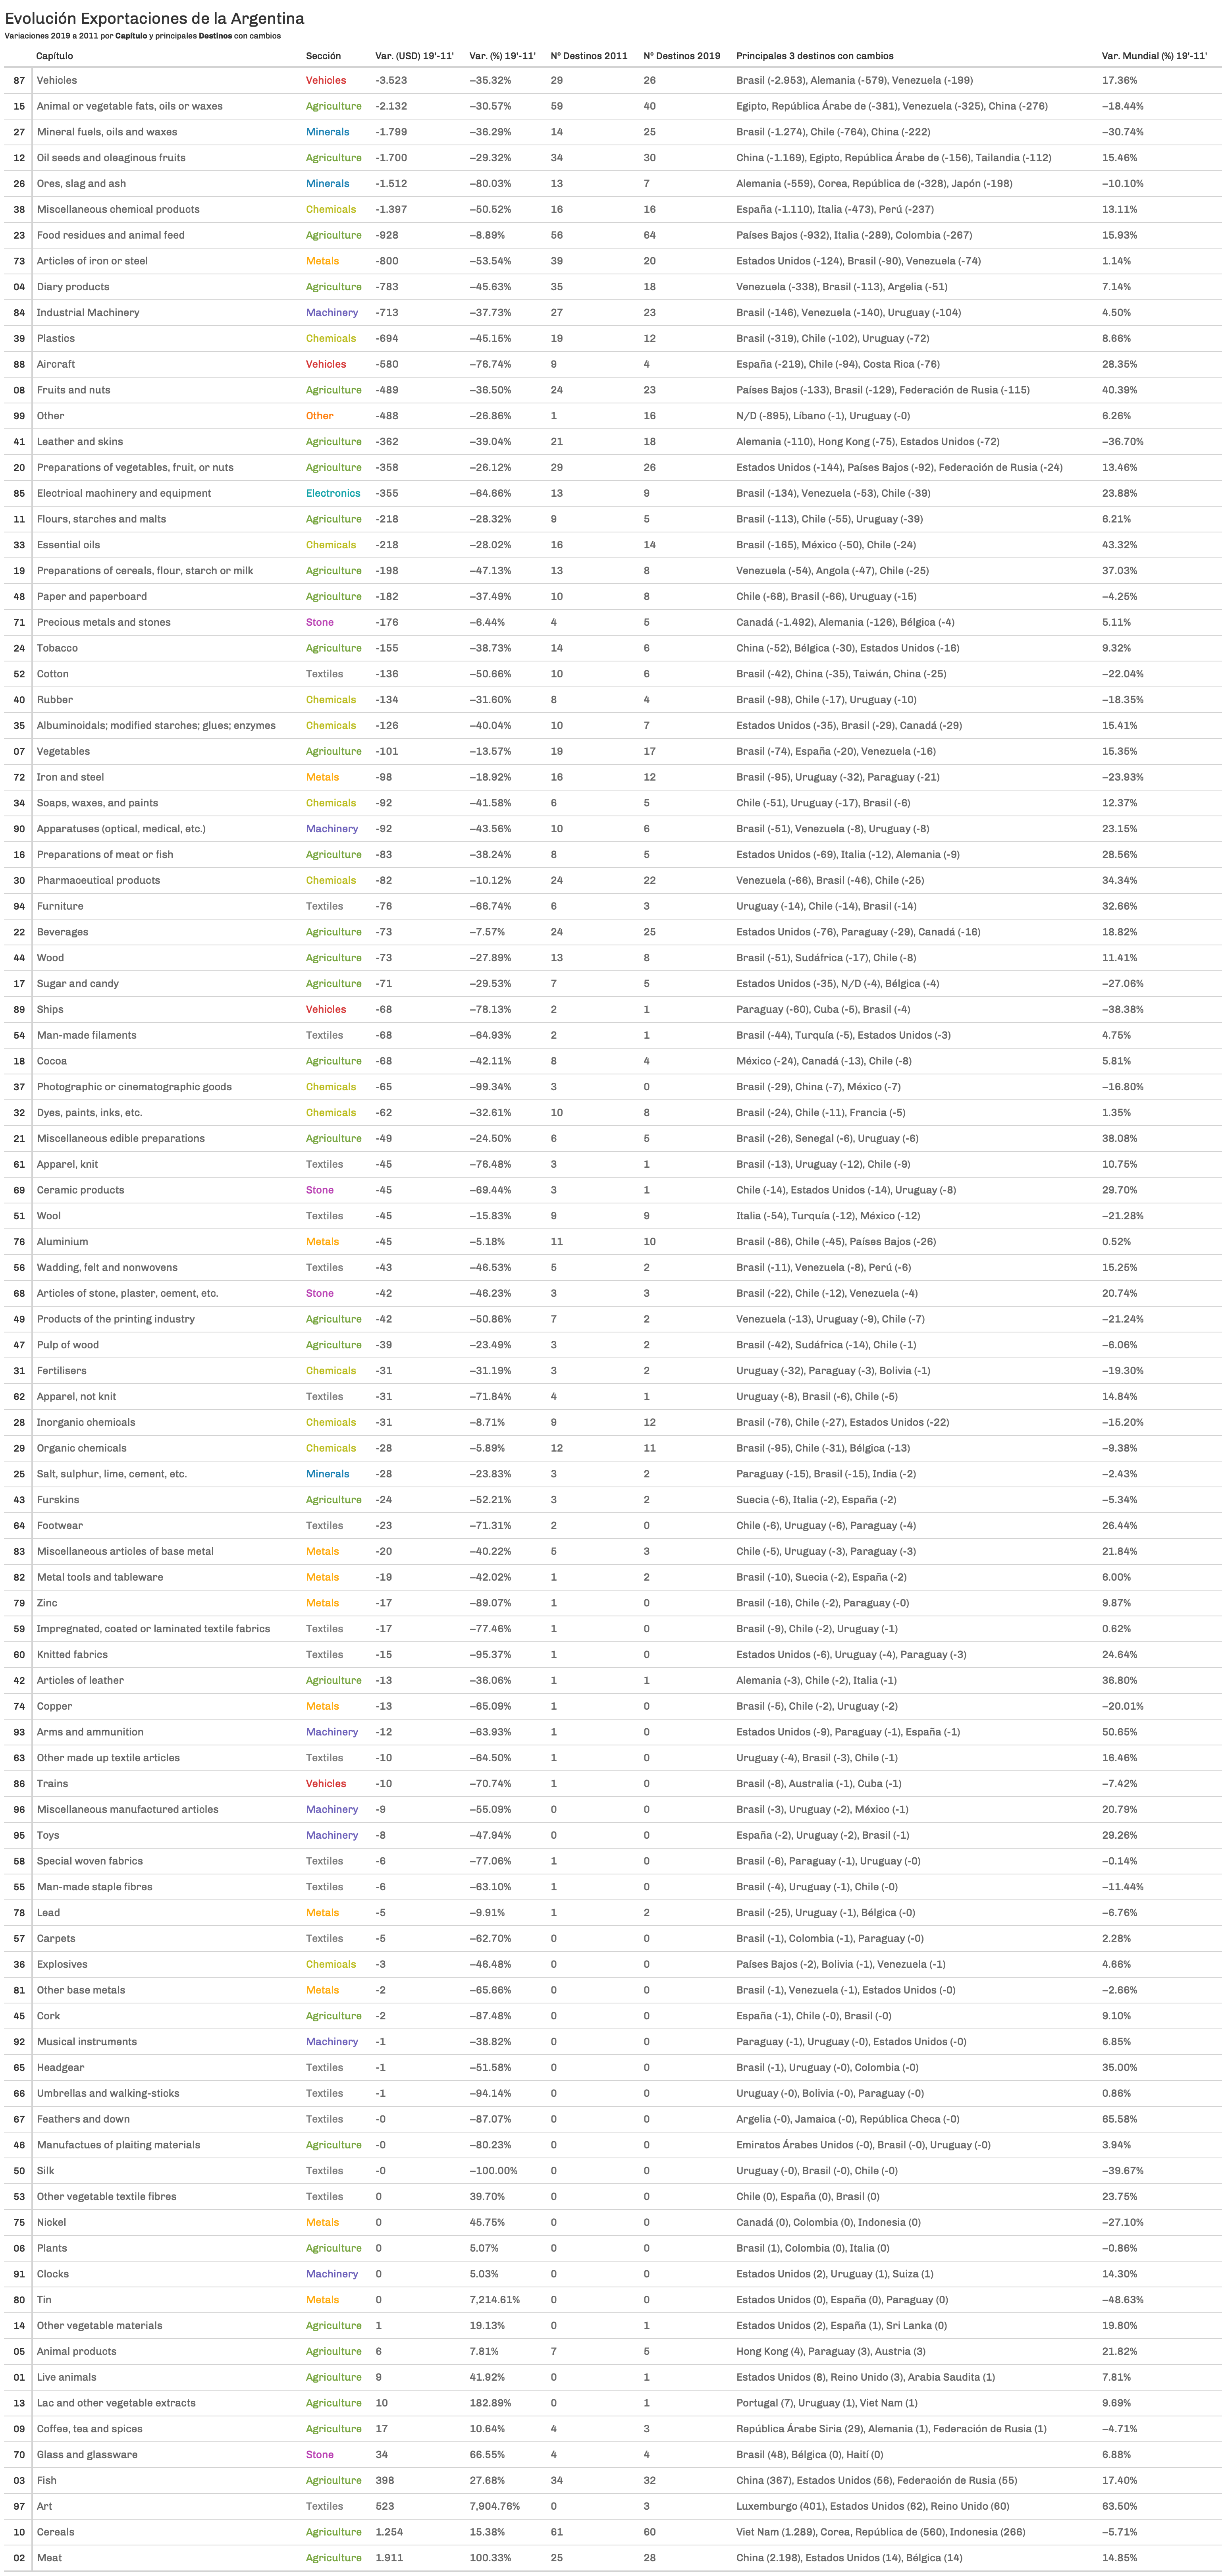 Evolución Exportaciones de la Argentina
Variaciones 2019 a 2011 por Capítulo y principales Destinos con cambios
Capítulo Sección Var. (USD) 19'-11' Var. (%) 19'-11' Nº Destinos 2011 Nº Destinos 2019 Principales 3 destinos con cambios Var. Mundial (%) 19'-11'
87 Vehicles Vehicles -3.523 −35.32% 29 26 Brasil (-2.953), Alemania (-579), Venezuela (-199) 17.36%
15 Animal or vegetable fats, oils or waxes Agriculture -2.132 −30.57% 59 40 Egipto, República Árabe de (-381), Venezuela (-325), China (-276) −18.44%
27 Mineral fuels, oils and waxes Minerals -1.799 −36.29% 14 25 Brasil (-1.274), Chile (-764), China (-222) −30.74%
12 Oil seeds and oleaginous fruits Agriculture -1.700 −29.32% 34 30 China (-1.169), Egipto, República Árabe de (-156), Tailandia (-112) 15.46%
26 Ores, slag and ash Minerals -1.512 −80.03% 13 7 Alemania (-559), Corea, República de (-328), Japón (-198) −10.10%
38 Miscellaneous chemical products Chemicals -1.397 −50.52% 16 16 España (-1.110), Italia (-473), Perú (-237) 13.11%
23 Food residues and animal feed Agriculture -928 −8.89% 56 64 Países Bajos (-932), Italia (-289), Colombia (-267) 15.93%
73 Articles of iron or steel Metals -800 −53.54% 39 20 Estados Unidos (-124), Brasil (-90), Venezuela (-74) 1.14%
04 Diary products Agriculture -783 −45.63% 35 18 Venezuela (-338), Brasil (-113), Argelia (-51) 7.14%
84 Industrial Machinery Machinery -713 −37.73% 27 23 Brasil (-146), Venezuela (-140), Uruguay (-104) 4.50%
39 Plastics Chemicals -694 −45.15% 19 12 Brasil (-319), Chile (-102), Uruguay (-72) 8.66%
88 Aircraft Vehicles -580 −76.74% 9 4 España (-219), Chile (-94), Costa Rica (-76) 28.35%
08 Fruits and nuts Agriculture -489 −36.50% 24 23 Países Bajos (-133), Brasil (-129), Federación de Rusia (-115) 40.39%
99 Other Other -488 −26.86% 1 16 N/D (-895), Líbano (-1), Uruguay (-0) 6.26%
41 Leather and skins Agriculture -362 −39.04% 21 18 Alemania (-110), Hong Kong (-75), Estados Unidos (-72) −36.70%
20 Preparations of vegetables, fruit, or nuts Agriculture -358 −26.12% 29 26 Estados Unidos (-144), Países Bajos (-92), Federación de Rusia (-24) 13.46%
85 Electrical machinery and equipment Electronics -355 −64.66% 13 9 Brasil (-134), Venezuela (-53), Chile (-39) 23.88%
11 Flours, starches and malts Agriculture -218 −28.32% 9 5 Brasil (-113), Chile (-55), Uruguay (-39) 6.21%
33 Essential oils Chemicals -218 −28.02% 16 14 Brasil (-165), México (-50), Chile (-24) 43.32%
19 Preparations of cereals, flour, starch or milk Agriculture -198 −47.13% 13 8 Venezuela (-54), Angola (-47), Chile (-25) 37.03%
48 Paper and paperboard Agriculture -182 −37.49% 10 8 Chile (-68), Brasil (-66), Uruguay (-15) −4.25%
71 Precious metals and stones Stone -176 −6.44% 4 5 Canadá (-1.492), Alemania (-126), Bélgica (-4) 5.11%
24 Tobacco Agriculture -155 −38.73% 14 6 China (-52), Bélgica (-30), Estados Unidos (-16) 9.32%
52 Cotton Textiles -136 −50.66% 10 6 Brasil (-42), China (-35), Taiwán, China (-25) −22.04%
40 Rubber Chemicals -134 −31.60% 8 4 Brasil (-98), Chile (-17), Uruguay (-10) −18.35%
35 Albuminoidals; modified starches; glues; enzymes Chemicals -126 −40.04% 10 7 Estados Unidos (-35), Brasil (-29), Canadá (-29) 15.41%
07 Vegetables Agriculture -101 −13.57% 19 17 Brasil (-74), España (-20), Venezuela (-16) 15.35%
72 Iron and steel Metals -98 −18.92% 16 12 Brasil (-95), Uruguay (-32), Paraguay (-21) −23.93%
34 Soaps, waxes, and paints Chemicals -92 −41.58% 6 5 Chile (-51), Uruguay (-17), Brasil (-6) 12.37%
90 Apparatuses (optical, medical, etc.) Machinery -92 −43.56% 10 6 Brasil (-51), Venezuela (-8), Uruguay (-8) 23.15%
16 Preparations of meat or fish Agriculture -83 −38.24% 8 5 Estados Unidos (-69), Italia (-12), Alemania (-9) 28.56%
30 Pharmaceutical products Chemicals -82 −10.12% 24 22 Venezuela (-66), Brasil (-46), Chile (-25) 34.34%
94 Furniture Textiles -76 −66.74% 6 3 Uruguay (-14), Chile (-14), Brasil (-14) 32.66%
22 Beverages Agriculture -73 −7.57% 24 25 Estados Unidos (-76), Paraguay (-29), Canadá (-16) 18.82%
44 Wood Agriculture -73 −27.89% 13 8 Brasil (-51), Sudáfrica (-17), Chile (-8) 11.41%
17 Sugar and candy Agriculture -71 −29.53% 7 5 Estados Unidos (-35), N/D (-4), Bélgica (-4) −27.06%
89 Ships Vehicles -68 −78.13% 2 1 Paraguay (-60), Cuba (-5), Brasil (-4) −38.38%
54 Man-made filaments Textiles -68 −64.93% 2 1 Brasil (-44), Turquía (-5), Estados Unidos (-3) 4.75%
18 Cocoa Agriculture -68 −42.11% 8 4 México (-24), Canadá (-13), Chile (-8) 5.81%
37 Photographic or cinematographic goods Chemicals -65 −99.34% 3 0 Brasil (-29), China (-7), México (-7) −16.80%
32 Dyes, paints, inks, etc. Chemicals -62 −32.61% 10 8 Brasil (-24), Chile (-11), Francia (-5) 1.35%
21 Miscellaneous edible preparations Agriculture -49 −24.50% 6 5 Brasil (-26), Senegal (-6), Uruguay (-6) 38.08%
61 Apparel, knit Textiles -45 −76.48% 3 1 Brasil (-13), Uruguay (-12), Chile (-9) 10.75%
69 Ceramic products Stone -45 −69.44% 3 1 Chile (-14), Estados Unidos (-14), Uruguay (-8) 29.70%
51 Wool Textiles -45 −15.83% 9 9 Italia (-54), Turquía (-12), México (-12) −21.28%
76 Aluminium Metals -45 −5.18% 11 10 Brasil (-86), Chile (-45), Países Bajos (-26) 0.52%
56 Wadding, felt and nonwovens Textiles -43 −46.53% 5 2 Brasil (-11), Venezuela (-8), Perú (-6) 15.25%
68 Articles of stone, plaster, cement, etc. Stone -42 −46.23% 3 3 Brasil (-22), Chile (-12), Venezuela (-4) 20.74%
49 Products of the printing industry Agriculture -42 −50.86% 7 2 Venezuela (-13), Uruguay (-9), Chile (-7) −21.24%
47 Pulp of wood Agriculture -39 −23.49% 3 2 Brasil (-42), Sudáfrica (-14), Chile (-1) −6.06%
31 Fertilisers Chemicals -31 −31.19% 3 2 Uruguay (-32), Paraguay (-3), Bolivia (-1) −19.30%
62 Apparel, not knit Textiles -31 −71.84% 4 1 Uruguay (-8), Brasil (-6), Chile (-5) 14.84%
28 Inorganic chemicals Chemicals -31 −8.71% 9 12 Brasil (-76), Chile (-27), Estados Unidos (-22) −15.20%
29 Organic chemicals Chemicals -28 −5.89% 12 11 Brasil (-95), Chile (-31), Bélgica (-13) −9.38%
25 Salt, sulphur, lime, cement, etc. Minerals -28 −23.83% 3 2 Paraguay (-15), Brasil (-15), India (-2) −2.43%
43 Furskins Agriculture -24 −52.21% 3 2 Suecia (-6), Italia (-2), España (-2) −5.34%
64 Footwear Textiles -23 −71.31% 2 0 Chile (-6), Uruguay (-6), Paraguay (-4) 26.44%
83 Miscellaneous articles of base metal Metals -20 −40.22% 5 3 Chile (-5), Uruguay (-3), Paraguay (-3) 21.84%
82 Metal tools and tableware Metals -19 −42.02% 1 2 Brasil (-10), Suecia (-2), España (-2) 6.00%
79 Zinc Metals -17 −89.07% 1 0 Brasil (-16), Chile (-2), Paraguay (-0) 9.87%
59 Impregnated, coated or laminated textile fabrics Textiles -17 −77.46% 1 0 Brasil (-9), Chile (-2), Uruguay (-1) 0.62%
60 Knitted fabrics Textiles -15 −95.37% 1 0 Estados Unidos (-6), Uruguay (-4), Paraguay (-3) 24.64%
42 Articles of leather Agriculture -13 −36.06% 1 1 Alemania (-3), Chile (-2), Italia (-1) 36.80%
74 Copper Metals -13 −65.09% 1 0 Brasil (-5), Chile (-2), Uruguay (-2) −20.01%
93 Arms and ammunition Machinery -12 −63.93% 1 0 Estados Unidos (-9), Paraguay (-1), España (-1) 50.65%
63 Other made up textile articles Textiles -10 −64.50% 1 0 Uruguay (-4), Brasil (-3), Chile (-1) 16.46%
86 Trains Vehicles -10 −70.74% 1 0 Brasil (-8), Australia (-1), Cuba (-1) −7.42%
96 Miscellaneous manufactured articles Machinery -9 −55.09% 0 0 Brasil (-3), Uruguay (-2), México (-1) 20.79%
95 Toys Machinery -8 −47.94% 0 0 España (-2), Uruguay (-2), Brasil (-1) 29.26%
58 Special woven fabrics Textiles -6 −77.06% 1 0 Brasil (-6), Paraguay (-1), Uruguay (-0) −0.14%
55 Man-made staple fibres Textiles -6 −63.10% 1 0 Brasil (-4), Uruguay (-1), Chile (-0) −11.44%
78 Lead Metals -5 −9.91% 1 2 Brasil (-25), Uruguay (-1), Bélgica (-0) −6.76%
57 Carpets Textiles -5 −62.70% 0 0 Brasil (-1), Colombia (-1), Paraguay (-0) 2.28%
36 Explosives Chemicals -3 −46.48% 0 0 Países Bajos (-2), Bolivia (-1), Venezuela (-1) 4.66%
81 Other base metals Metals -2 −65.66% 0 0 Brasil (-1), Venezuela (-1), Estados Unidos (-0) −2.66%
45 Cork Agriculture -2 −87.48% 0 0 España (-1), Chile (-0), Brasil (-0) 9.10%
92 Musical instruments Machinery -1 −38.82% 0 0 Paraguay (-1), Uruguay (-0), Estados Unidos (-0) 6.85%
65 Headgear Textiles -1 −51.58% 0 0 Brasil (-1), Uruguay (-0), Colombia (-0) 35.00%
66 Umbrellas and walking-sticks Textiles -1 −94.14% 0 0 Uruguay (-0), Bolivia (-0), Paraguay (-0) 0.86%
67 Feathers and down Textiles -0 −87.07% 0 0 Argelia (-0), Jamaica (-0), República Checa (-0) 65.58%
46 Manufactues of plaiting materials Agriculture -0 −80.23% 0 0 Emiratos Árabes Unidos (-0), Brasil (-0), Uruguay (-0) 3.94%
50 Silk Textiles -0 −100.00% 0 0 Uruguay (-0), Brasil (-0), Chile (-0) −39.67%
53 Other vegetable textile fibres Textiles 0 39.70% 0 0 Chile (0), España (0), Brasil (0) 23.75%
75 Nickel Metals 0 45.75% 0 0 Canadá (0), Colombia (0), Indonesia (0) −27.10%
06 Plants Agriculture 0 5.07% 0 0 Brasil (1), Colombia (0), Italia (0) −0.86%
91 Clocks Machinery 0 5.03% 0 0 Estados Unidos (2), Uruguay (1), Suiza (1) 14.30%
80 Tin Metals 0 7,214.61% 0 0 Estados Unidos (0), España (0), Paraguay (0) −48.63%
14 Other vegetable materials Agriculture 1 19.13% 0 1 Estados Unidos (2), España (1), Sri Lanka (0) 19.80%
05 Animal products Agriculture 6 7.81% 7 5 Hong Kong (4), Paraguay (3), Austria (3) 21.82%
01 Live animals Agriculture 9 41.92% 0 1 Estados Unidos (8), Reino Unido (3), Arabia Saudita (1) 7.81%
13 Lac and other vegetable extracts Agriculture 10 182.89% 0 1 Portugal (7), Uruguay (1), Viet Nam (1) 9.69%
09 Coffee, tea and spices Agriculture 17 10.64% 4 3 República Árabe Siria (29), Alemania (1), Federación de Rusia (1) −4.71%
70 Glass and glassware Stone 34 66.55% 4 4 Brasil (48), Bélgica (0), Haití (0) 6.88%
03 Fish Agriculture 398 27.68% 34 32 China (367), Estados Unidos (56), Federación de Rusia (55) 17.40%
97 Art Textiles 523 7,904.76% 0 3 Luxemburgo (401), Estados Unidos (62), Reino Unido (60) 63.50%
10 Cereals Agriculture 1.254 15.38% 61 60 Viet Nam (1.289), Corea, República de (560), Indonesia (266) −5.71%
02 Meat Agriculture 1.911 100.33% 25 28 China (2.198), Estados Unidos (14), Bélgica (14) 14.85%